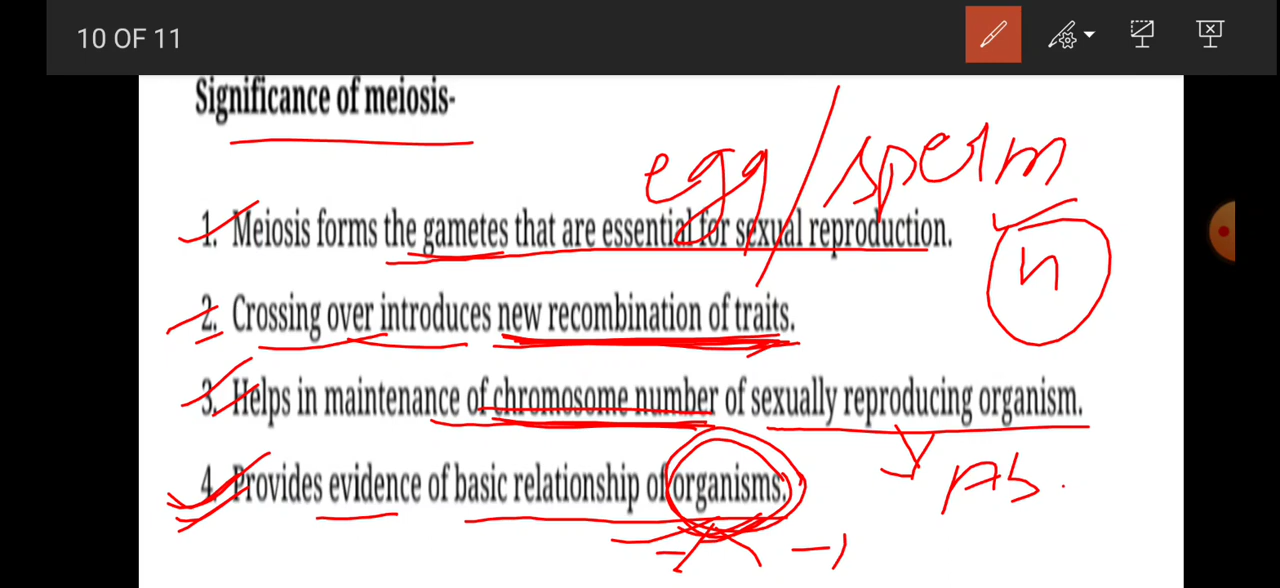 10 OF 11
Significance of meiosis-
egg/sperm
1. Meiosis forms the gametes that are essential for sexual reproduction.
n
2. Crossing over introduces new recombination of traits.
3. Helps in maintenance of chromosome number of sexually reproducing organism.
4. Provides evidence of basic relationship of organisms.